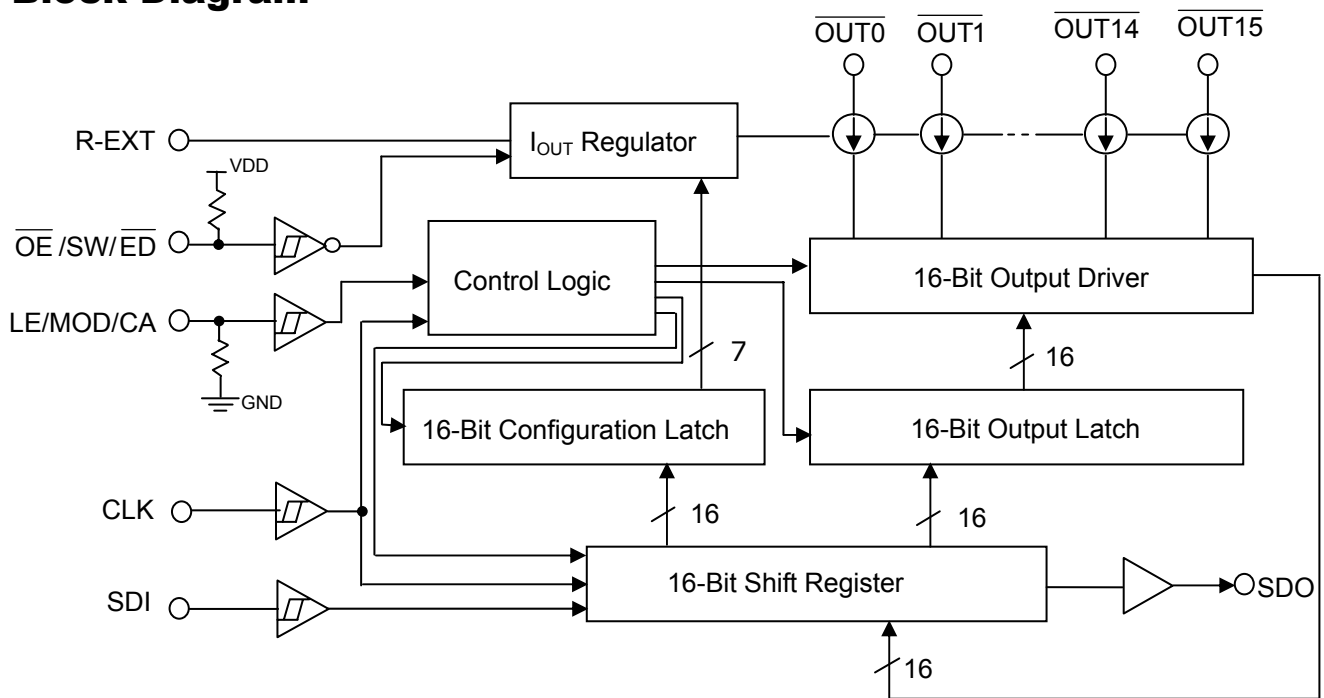 Block Diagram
OUT0 OUT1 OUT14 OUT15
R-EXT
IOUT Regulator
VDD
OE/SW/ED
Control Logic
16-Bit Output Driver
LE/MOD/CA
7
16
GND
16-Bit Configuration Latch
16-Bit Output Latch
CLK
16
16
SDI
16-Bit Shift Register
SDO
16